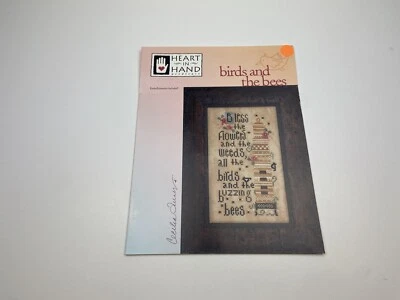 HEART
IN
HAND
birds and
the bees
bless
the
flowers
and the
weeds,
all the
birds
and the
buzzing
bees